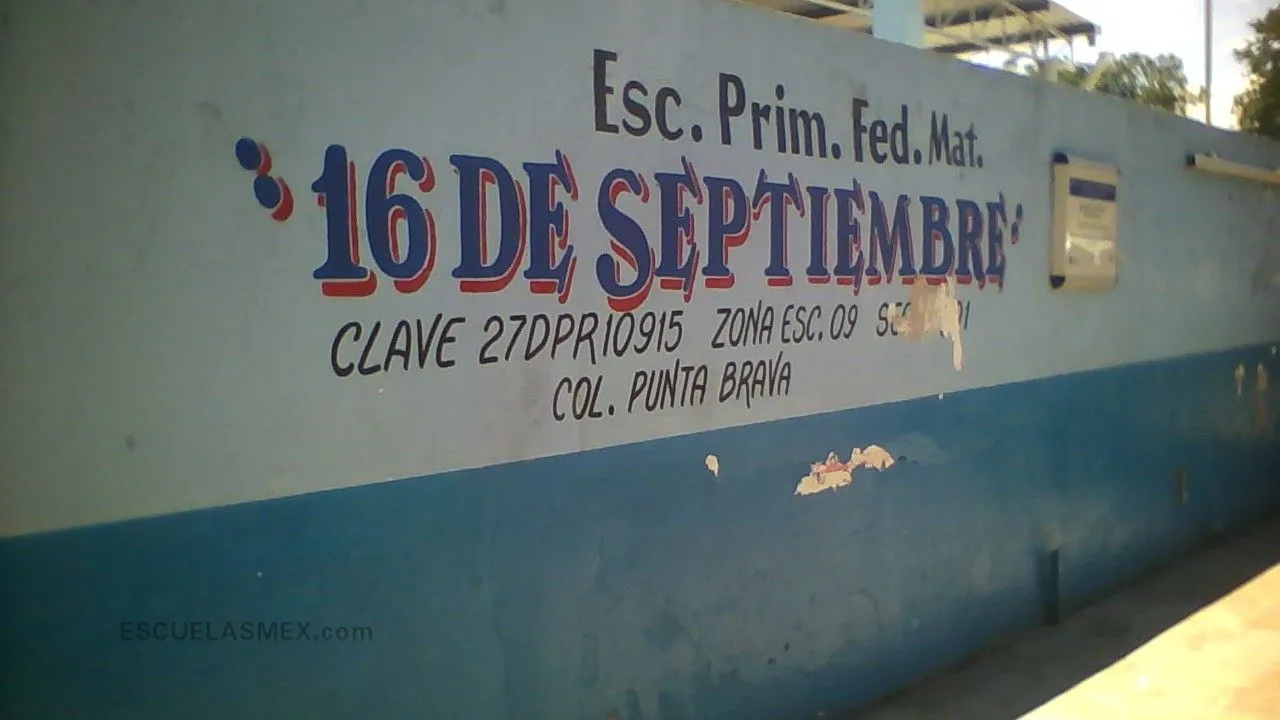 Esc. Prim. Fed. Mat.
"16 DE SEPTIEMBRE"
CLAVE 27DPR10915 ZONA ESC. 09
COL. PUNTA BRAVA
ESCUELASMEX.com